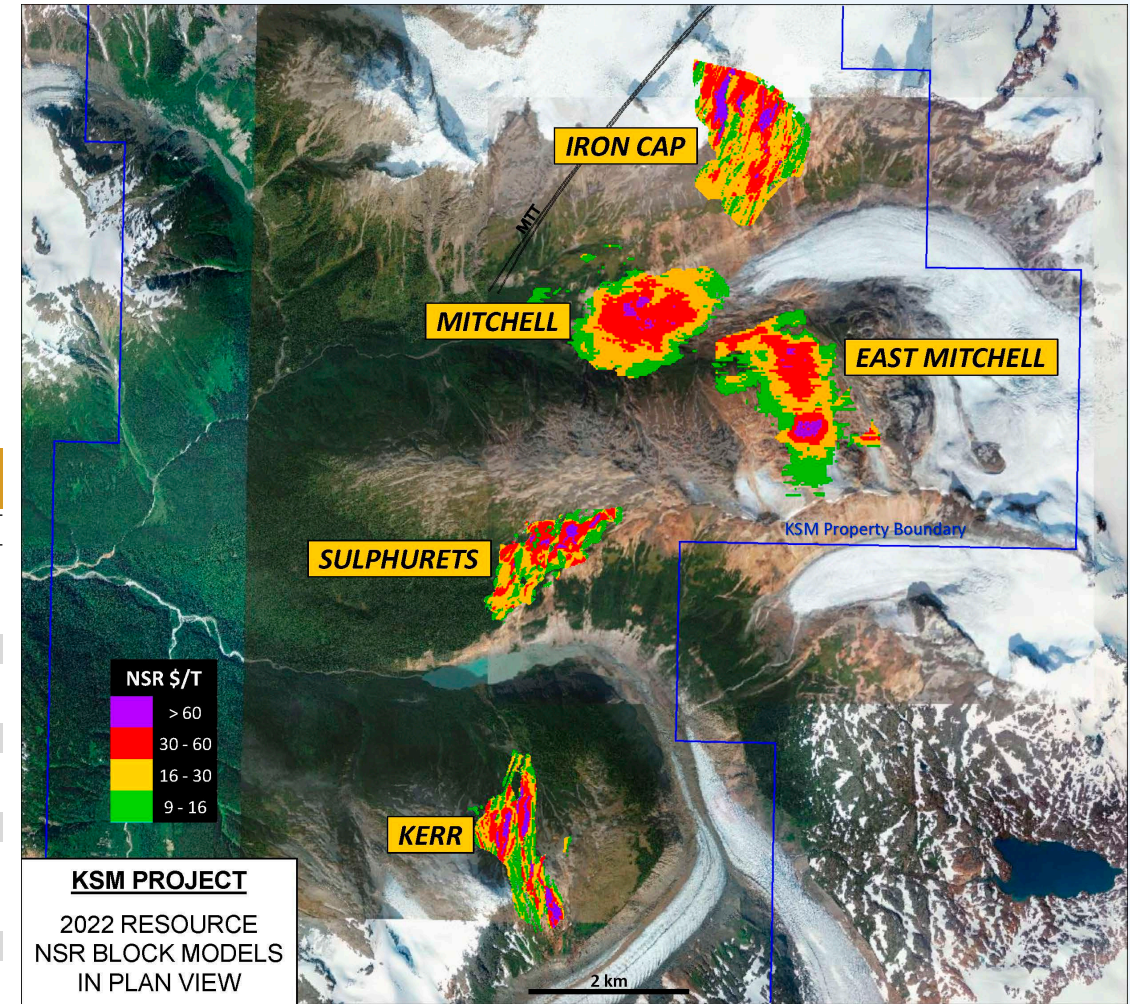 IRON CAP
MTT
MITCHELL
EAST MITCHELL
KSM Property Boundary
SULPHURETS
NSR $/T
> 60
30 - 60
16 - 30
9 - 16
KERR
KSM PROJECT
2022 RESOURCE
NSR BLOCK MODELS
IN PLAN VIEW
2 km